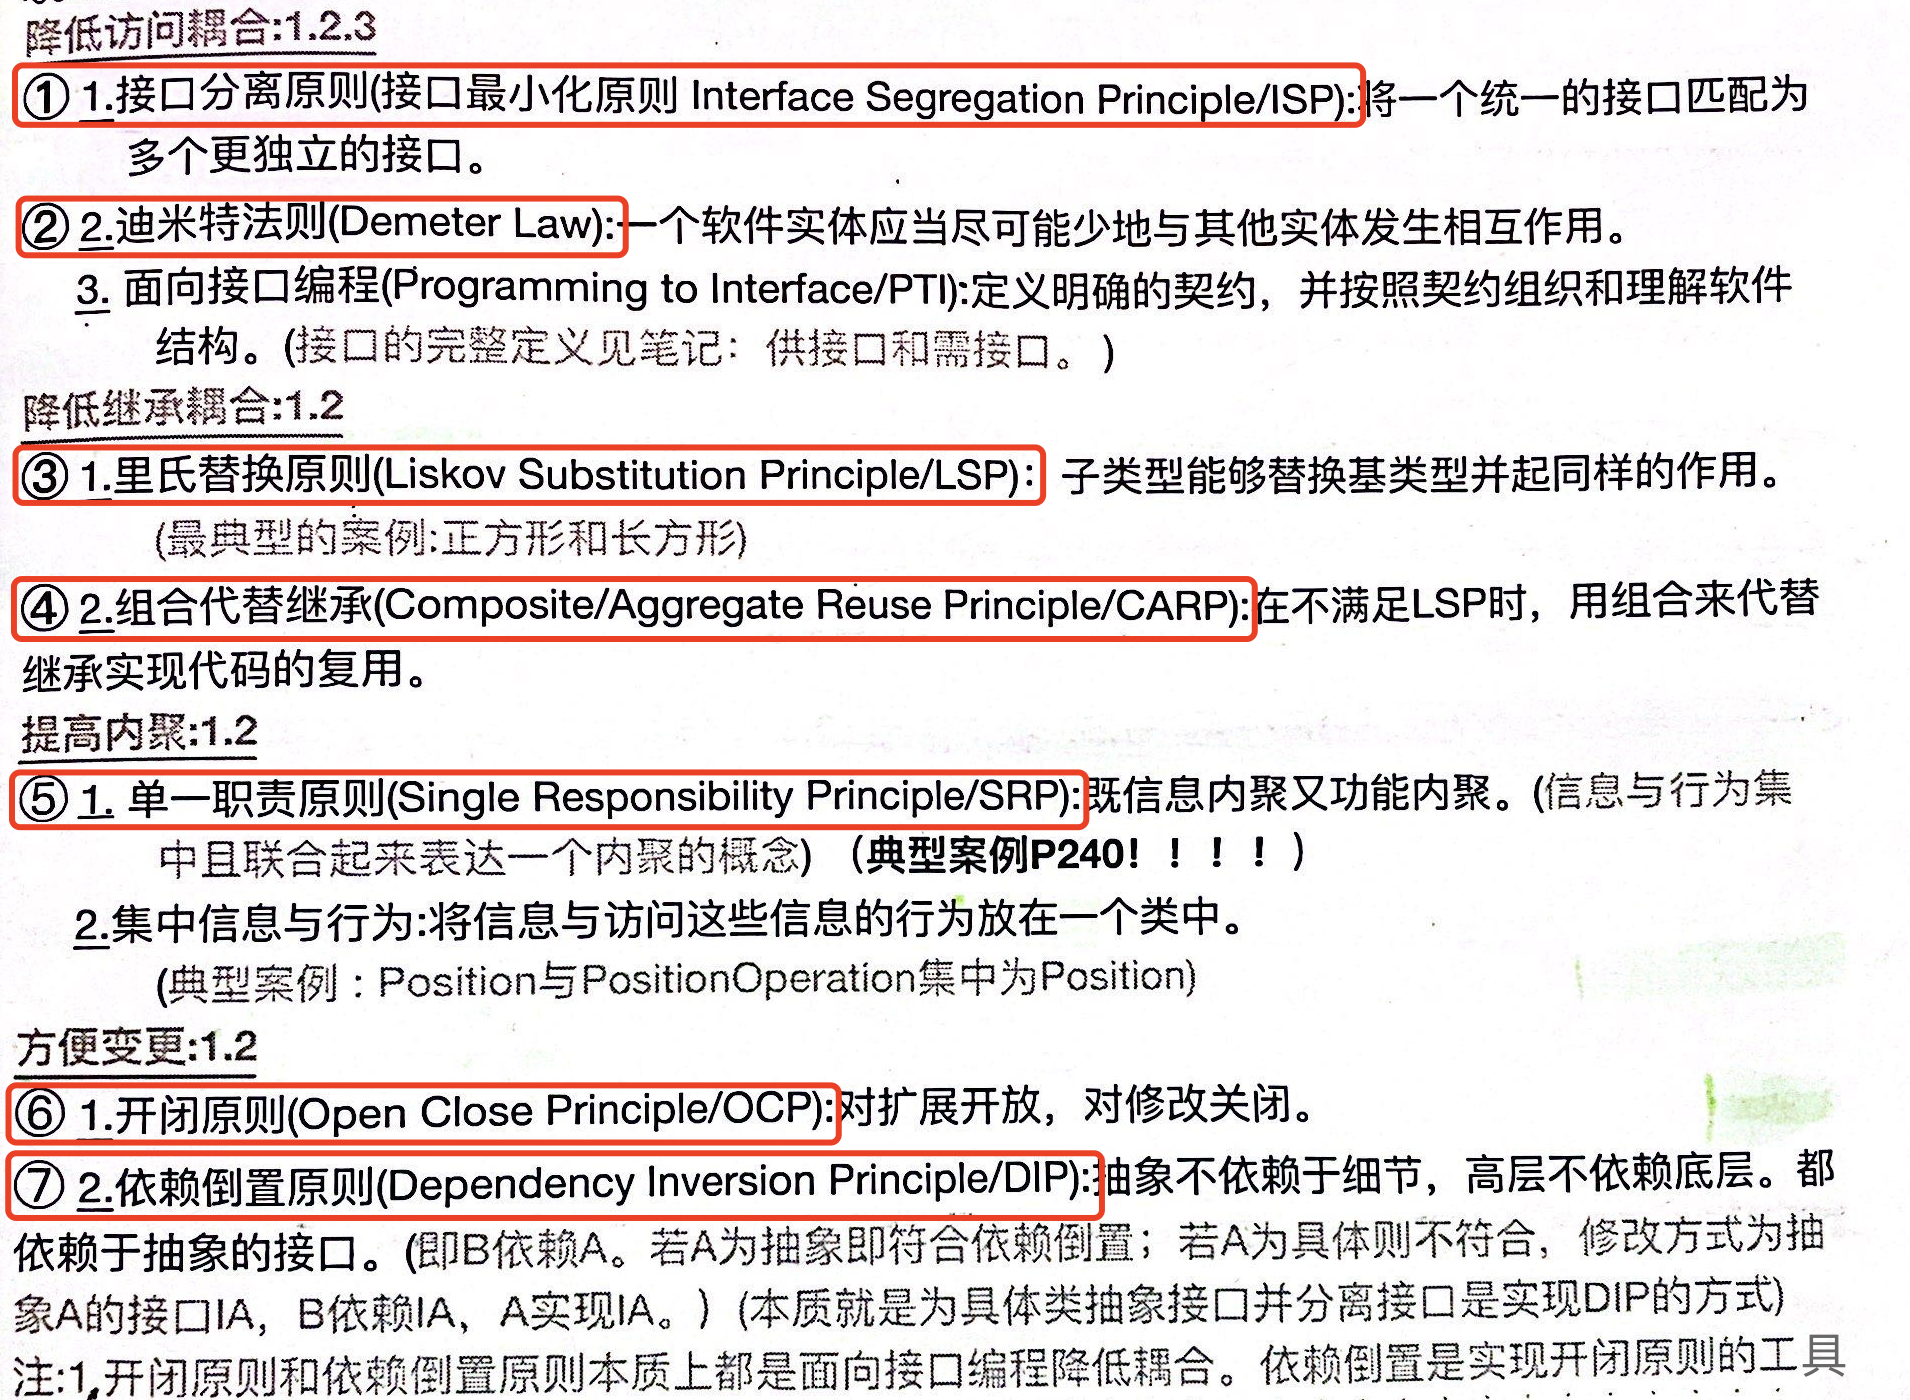 降低访问耦合:1.2.3
① 1.接口分离原则(接口最小化原则 Interface Segregation Principle/ISP):将一个统一的接口匹配为
多个更独立的接口。
② 2.迪米特法则(Demeter Law):一个软件实体应当尽可能少地与其他实体发生相互作用。
3. 面向接口编程(Programming to Interface/PTI):定义明确的契约，并按照契约组织和理解软件
结构。(接口的完整定义见笔记：供接口和需接口。)
降低继承耦合:1.2
③ 1.里氏替换原则(Liskov Substitution Principle/LSP)：子类型能够替换基类型并起同样的作用。
(最典型的案例:正方形和长方形)
④ 2.组合代替继承(Composite/Aggregate Reuse Principle/CARP):在不满足LSP时，用组合来代替
继承实现代码的复用。
提高内聚:1.2
⑤ 1. 单一职责原则(Single Responsibility Principle/SRP):既信息内聚又功能内聚。(信息与行为集
中且联合起来表达一个内聚的概念)（典型案例P240！！！！）
2.集中信息与行为:将信息与访问这些信息的行为放在一个类中。
(典型案例：Position与PositionOperation集中为Position)
方便变更:1.2
⑥ 1.开闭原则(Open Close Principle/OCP):对扩展开放，对修改关闭。
⑦ 2.依赖倒置原则(Dependency Inversion Principle/DIP):抽象不依赖于细节，高层不依赖底层。都
依赖于抽象的接口。(即B依赖A。若A为抽象即符合依赖倒置；若A为具体则不符合，修改方式为抽
象A的接口IA，B依赖IA，A实现IA。）(本质就是为具体类抽象接口并分离接口是实现DIP的方式)
注:1,开闭原则和依赖倒置原则本质上都是面向接口编程降低耦合。依赖倒置是实现开闭原则的工具